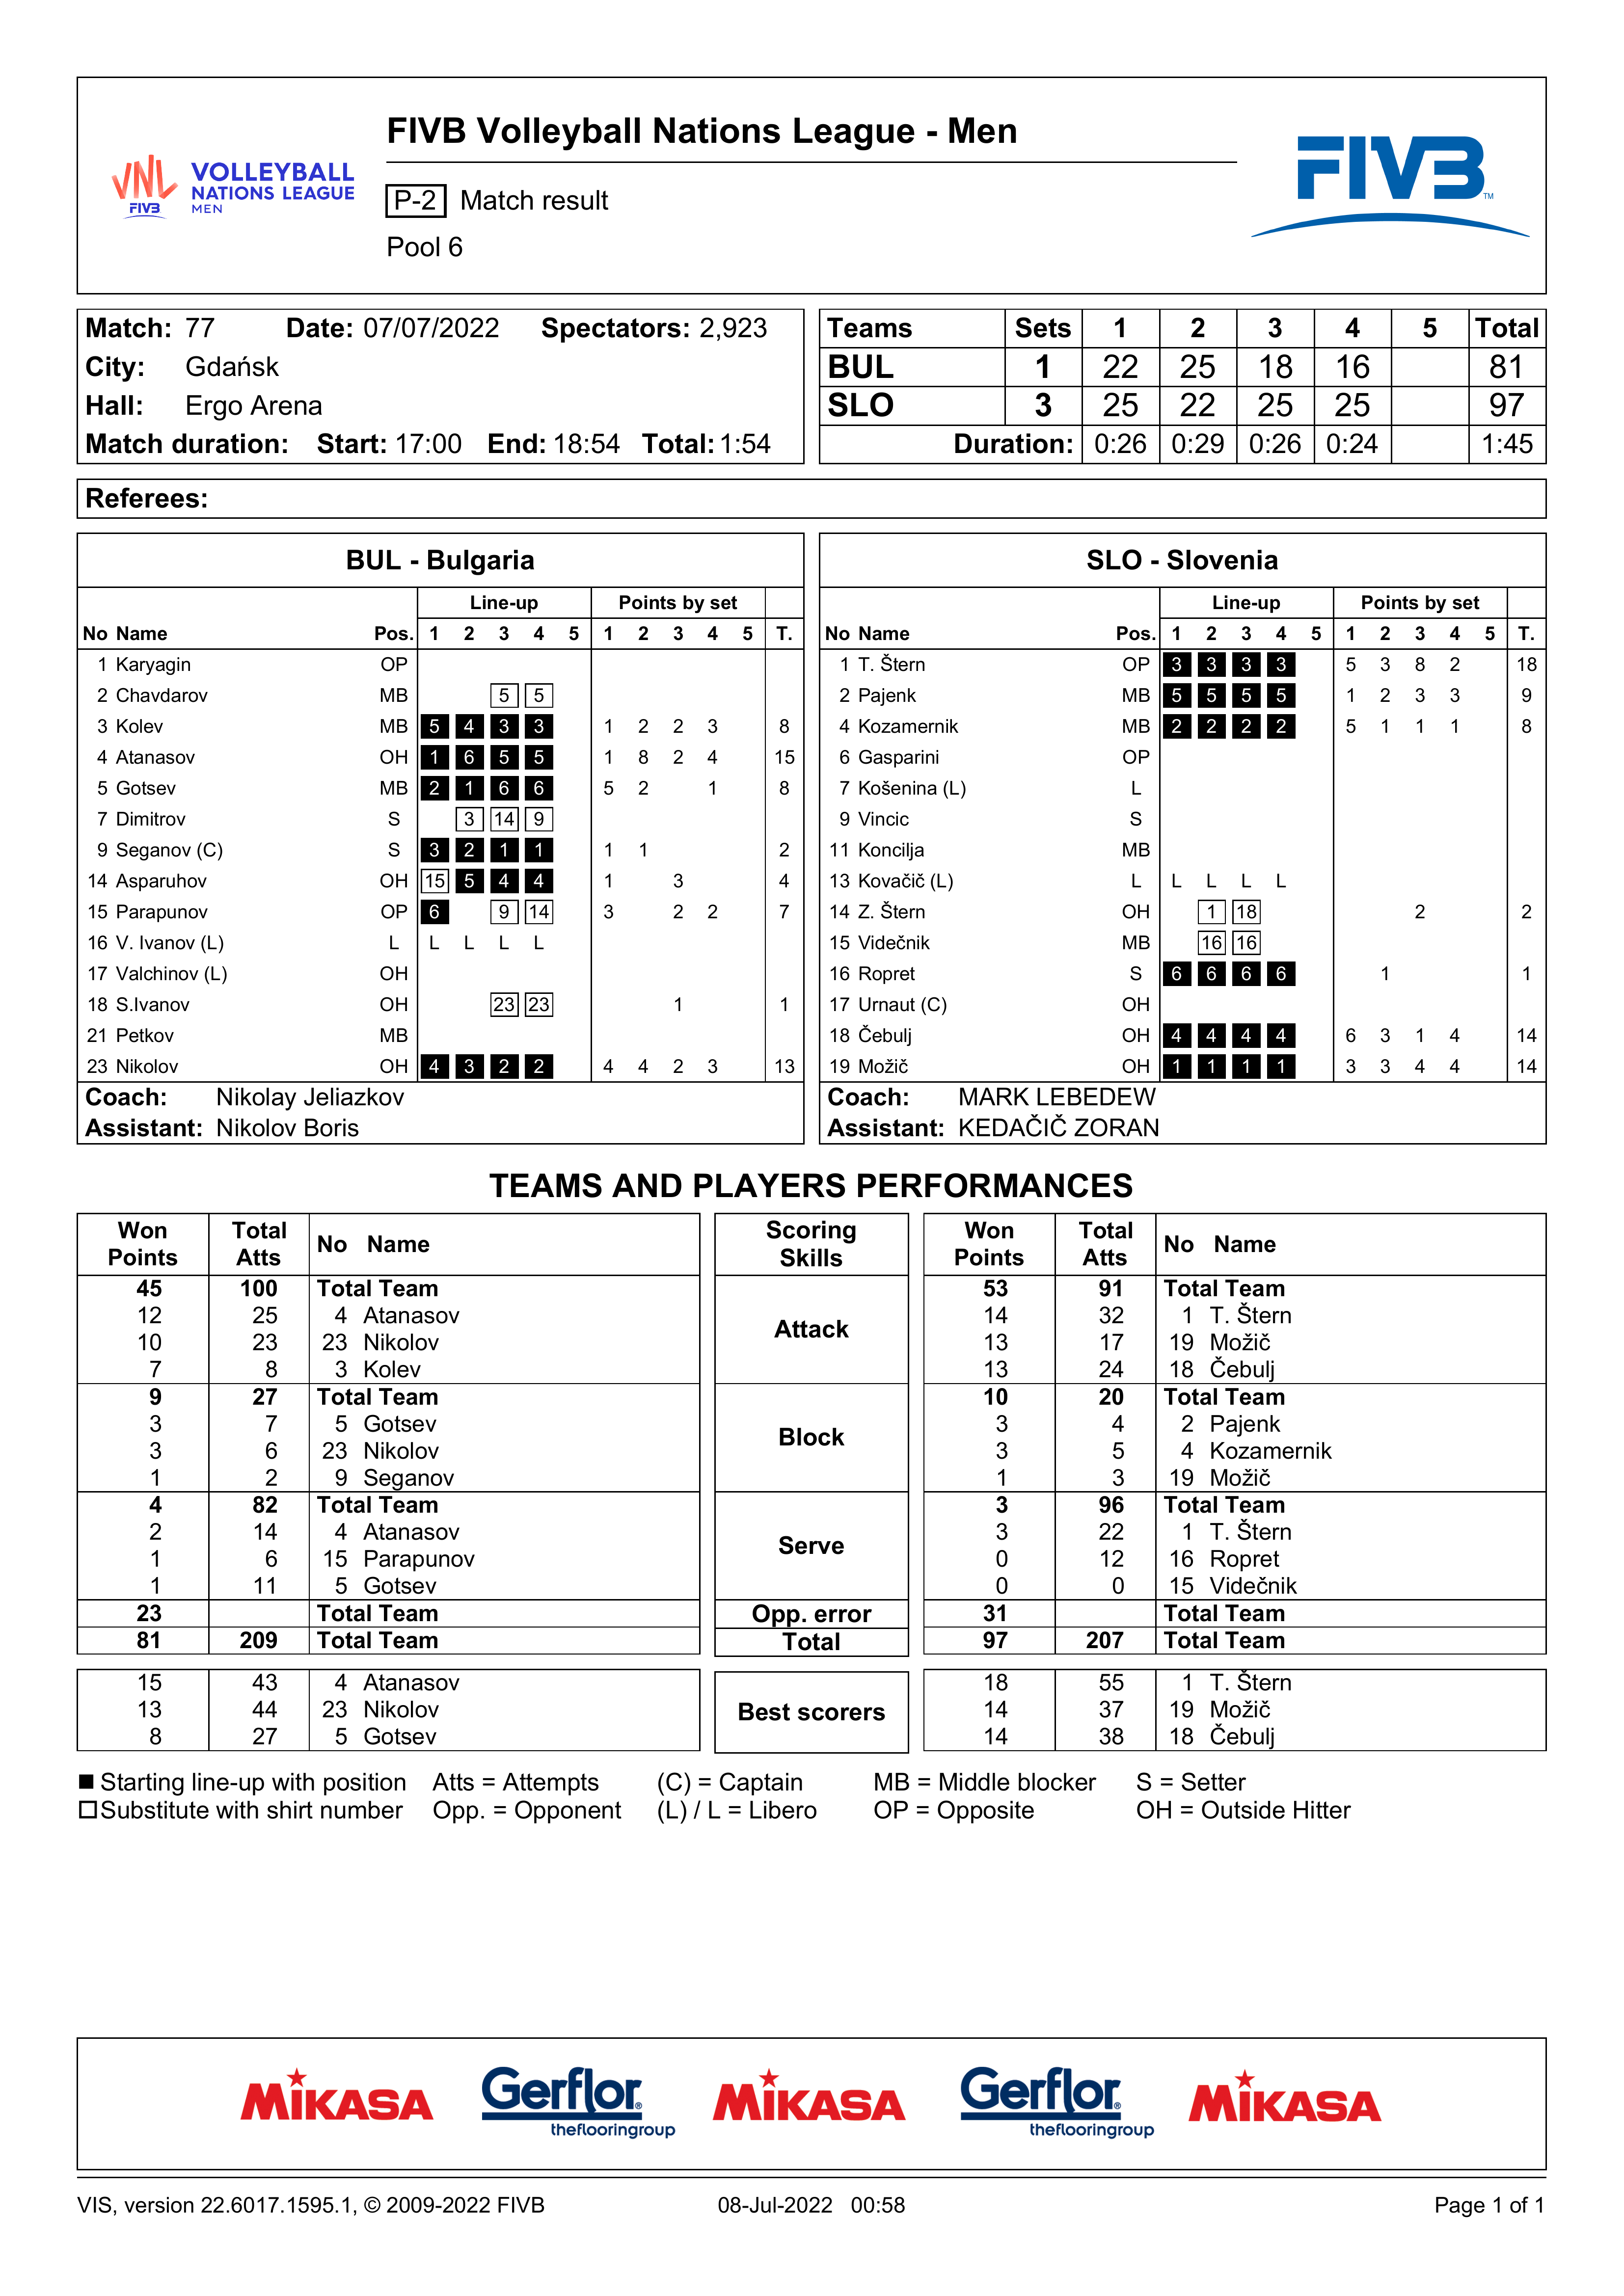 FIVB Volleyball Nations League - Men
VNL FIVB
VOLLEYBALL
NATIONS LEAGUE
MEN
P-2 Match result
Pool 6
FIVB TM
Match: 77 Date: 07/07/2022 Spectators: 2,923
City: Gdańsk
Hall: Ergo Arena
Match duration: Start: 17:00 End: 18:54 Total: 1:54
Teams Sets 1 2 3 4 5 Total
BUL 1 22 25 18 16 81
SLO 3 25 22 25 25 97
Duration: 0:26 0:29 0:26 0:24 1:45
Referees:
BUL - Bulgaria
Line-up Points by set
No Name Pos. 1 2 3 4 5 1 2 3 4 5 T.
1 Karyagin OP
2 Chavdarov MB 5 5
3 Kolev MB 5 4 3 3 1 2 2 3 8
4 Atanasov OH 1 6 5 5 1 8 2 4 15
5 Gotsev MB 2 1 6 6 5 2 1 8
7 Dimitrov S 3 14 9
9 Seganov (C) S 3 2 1 1 1 1 2
14 Asparuhov OH 15 5 4 4 1 3 4
15 Parapunov OP 6 9 14 3 2 2 7
16 V. Ivanov (L) L L L L L
17 Valchinov (L) OH
18 S.Ivanov OH 23 23 1 1
21 Petkov MB
23 Nikolov OH 4 3 2 2 4 4 2 3 13
Coach: Nikolay Jeliazkov
Assistant: Nikolov Boris
SLO - Slovenia
Line-up Points by set
No Name Pos. 1 2 3 4 5 1 2 3 4 5 T.
1 T. Štern OP 3 3 3 3 5 3 8 2 18
2 Pajenk MB 5 5 5 5 1 2 3 3 9
4 Kozamernik MB 2 2 2 2 5 1 1 1 8
6 Gasparini OP
7 Košenina (L) L
9 Vincic S
11 Koncilja MB
13 Kovačič (L) L L L L L
14 Z. Štern OH 1 18 2 2
15 Videčnik MB 16 16
16 Ropret S 6 6 6 6 1 1
17 Urnaut (C) OH
18 Čebulj OH 4 4 4 4 6 3 1 4 14
19 Možič OH 1 1 1 1 3 3 4 4 14
Coach: MARK LEBEDEW
Assistant: KEDAČIČ ZORAN
TEAMS AND PLAYERS PERFORMANCES
Won Points Total Atts No Name Scoring Skills Won Points Total Atts No Name
45 100 Total Team Attack 53 91 Total Team
12 25 4 Atanasov 14 32 1 T. Štern
10 23 23 Nikolov 13 17 19 Možič
7 8 3 Kolev 13 24 18 Čebulj
9 27 Total Team Block 10 20 Total Team
3 7 5 Gotsev 3 4 2 Pajenk
3 6 23 Nikolov 3 5 4 Kozamernik
1 2 9 Seganov 1 3 19 Možič
4 82 Total Team Serve 3 96 Total Team
2 14 4 Atanasov 3 22 1 T. Štern
1 6 15 Parapunov 0 12 16 Ropret
1 11 5 Gotsev 0 0 15 Videčnik
23 Total Team Opp. error 31 Total Team
81 209 Total Team Total 97 207 Total Team
15 43 4 Atanasov Best scorers 18 55 1 T. Štern
13 44 23 Nikolov 14 37 19 Možič
8 27 5 Gotsev 14 38 18 Čebulj
Starting line-up with position Atts = Attempts (C) = Captain MB = Middle blocker S = Setter
Substitute with shirt number Opp. = Opponent (L) / L = Libero OP = Opposite OH = Outside Hitter
MIKASA Gerflor® theflooringgroup MIKASA Gerflor® theflooringgroup MIKASA
VIS, version 22.6017.1595.1, © 2009-2022 FIVB 08-Jul-2022 00:58 Page 1 of 1